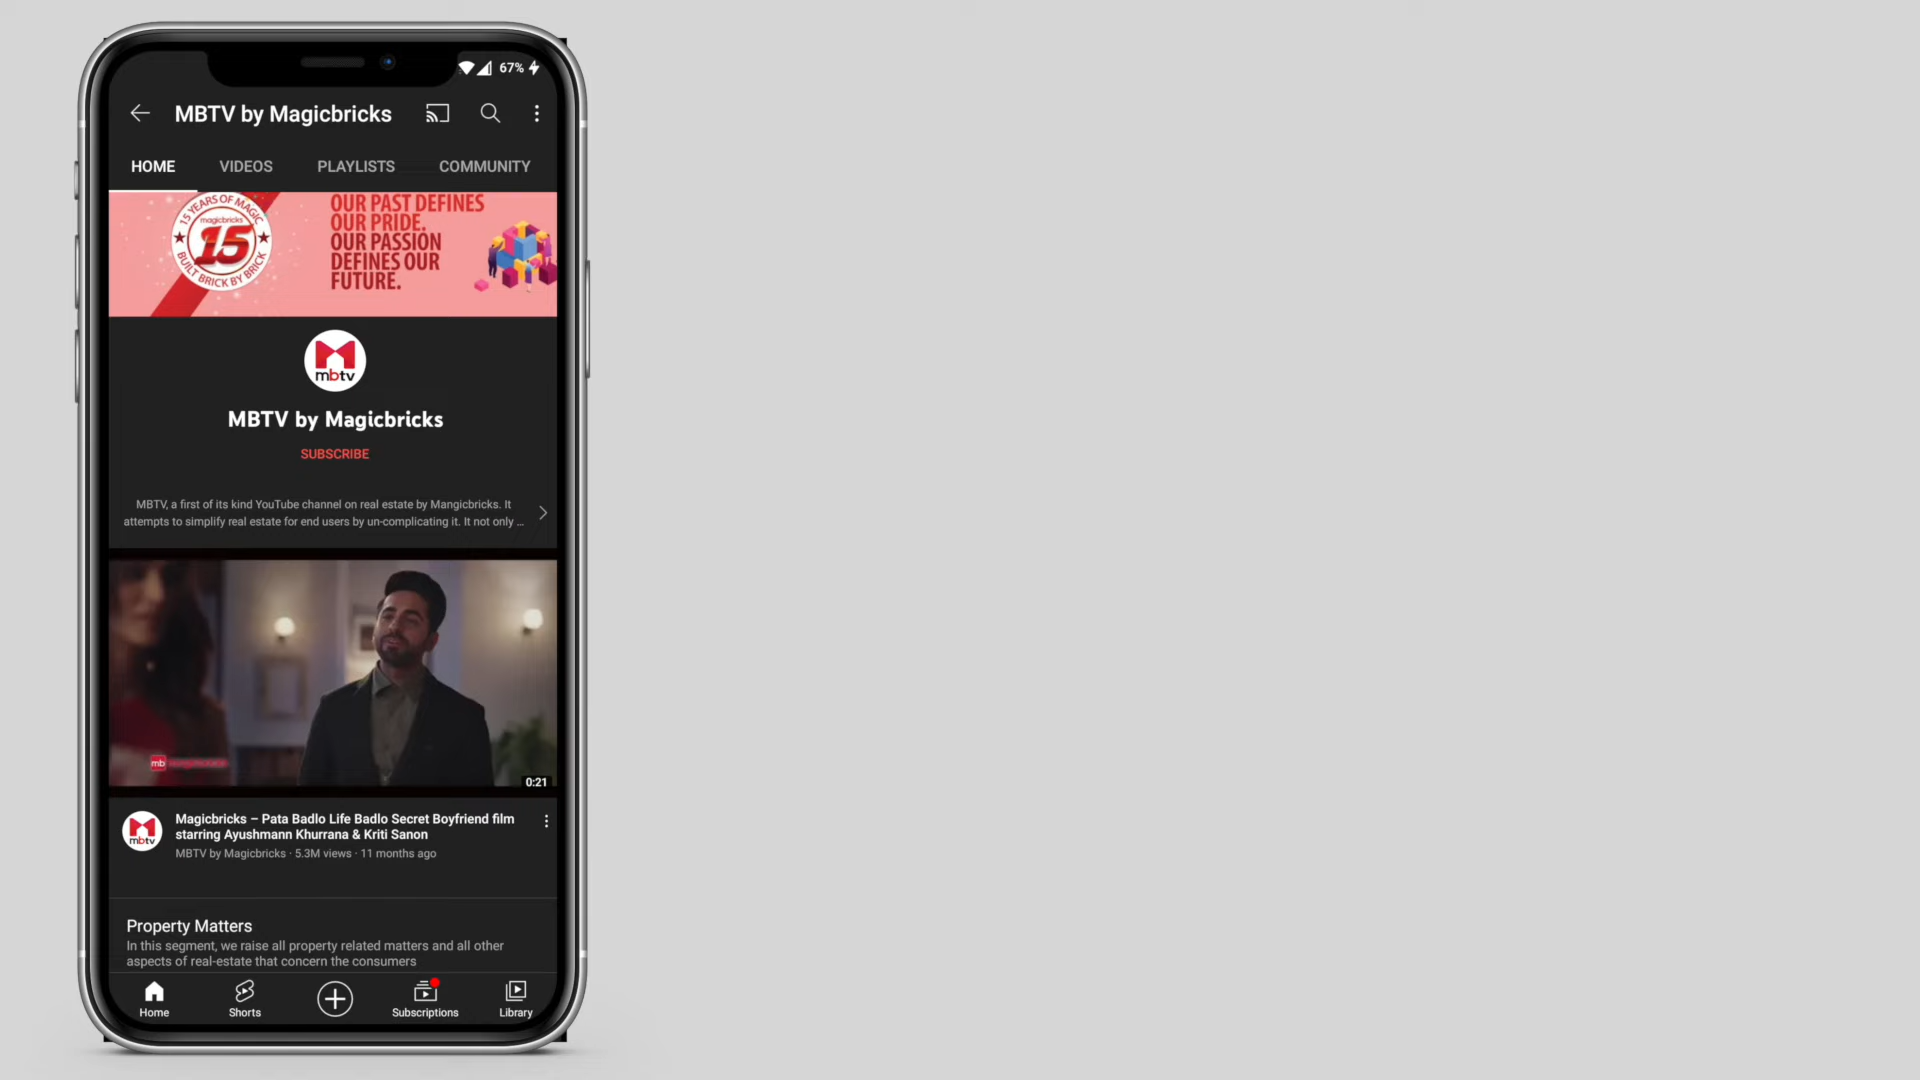 67%
MBTV by Magicbricks
HOME VIDEOS PLAYLISTS COMMUNITY
15 YEARS OF MAGIC
magicbricks
15
BUILT BRICK BY BRICK
OUR PAST DEFINES
OUR PRIDE.
OUR PASSION
DEFINES OUR
FUTURE.
mbtv
MBTV by Magicbricks
SUBSCRIBE
MBTV, a first of its kind YouTube channel on real estate by Mangicbricks. It
attempts to simplify real estate for end users by un-complicating it. It not only ...
mb
0:21
mbtv
Magicbricks – Pata Badlo Life Badlo Secret Boyfriend film
starring Ayushmann Khurrana & Kriti Sanon
MBTV by Magicbricks · 5.3M views · 11 months ago
Property Matters
In this segment, we raise all property related matters and all other
aspects of real-estate that concern the consumers
Home Shorts Subscriptions Library